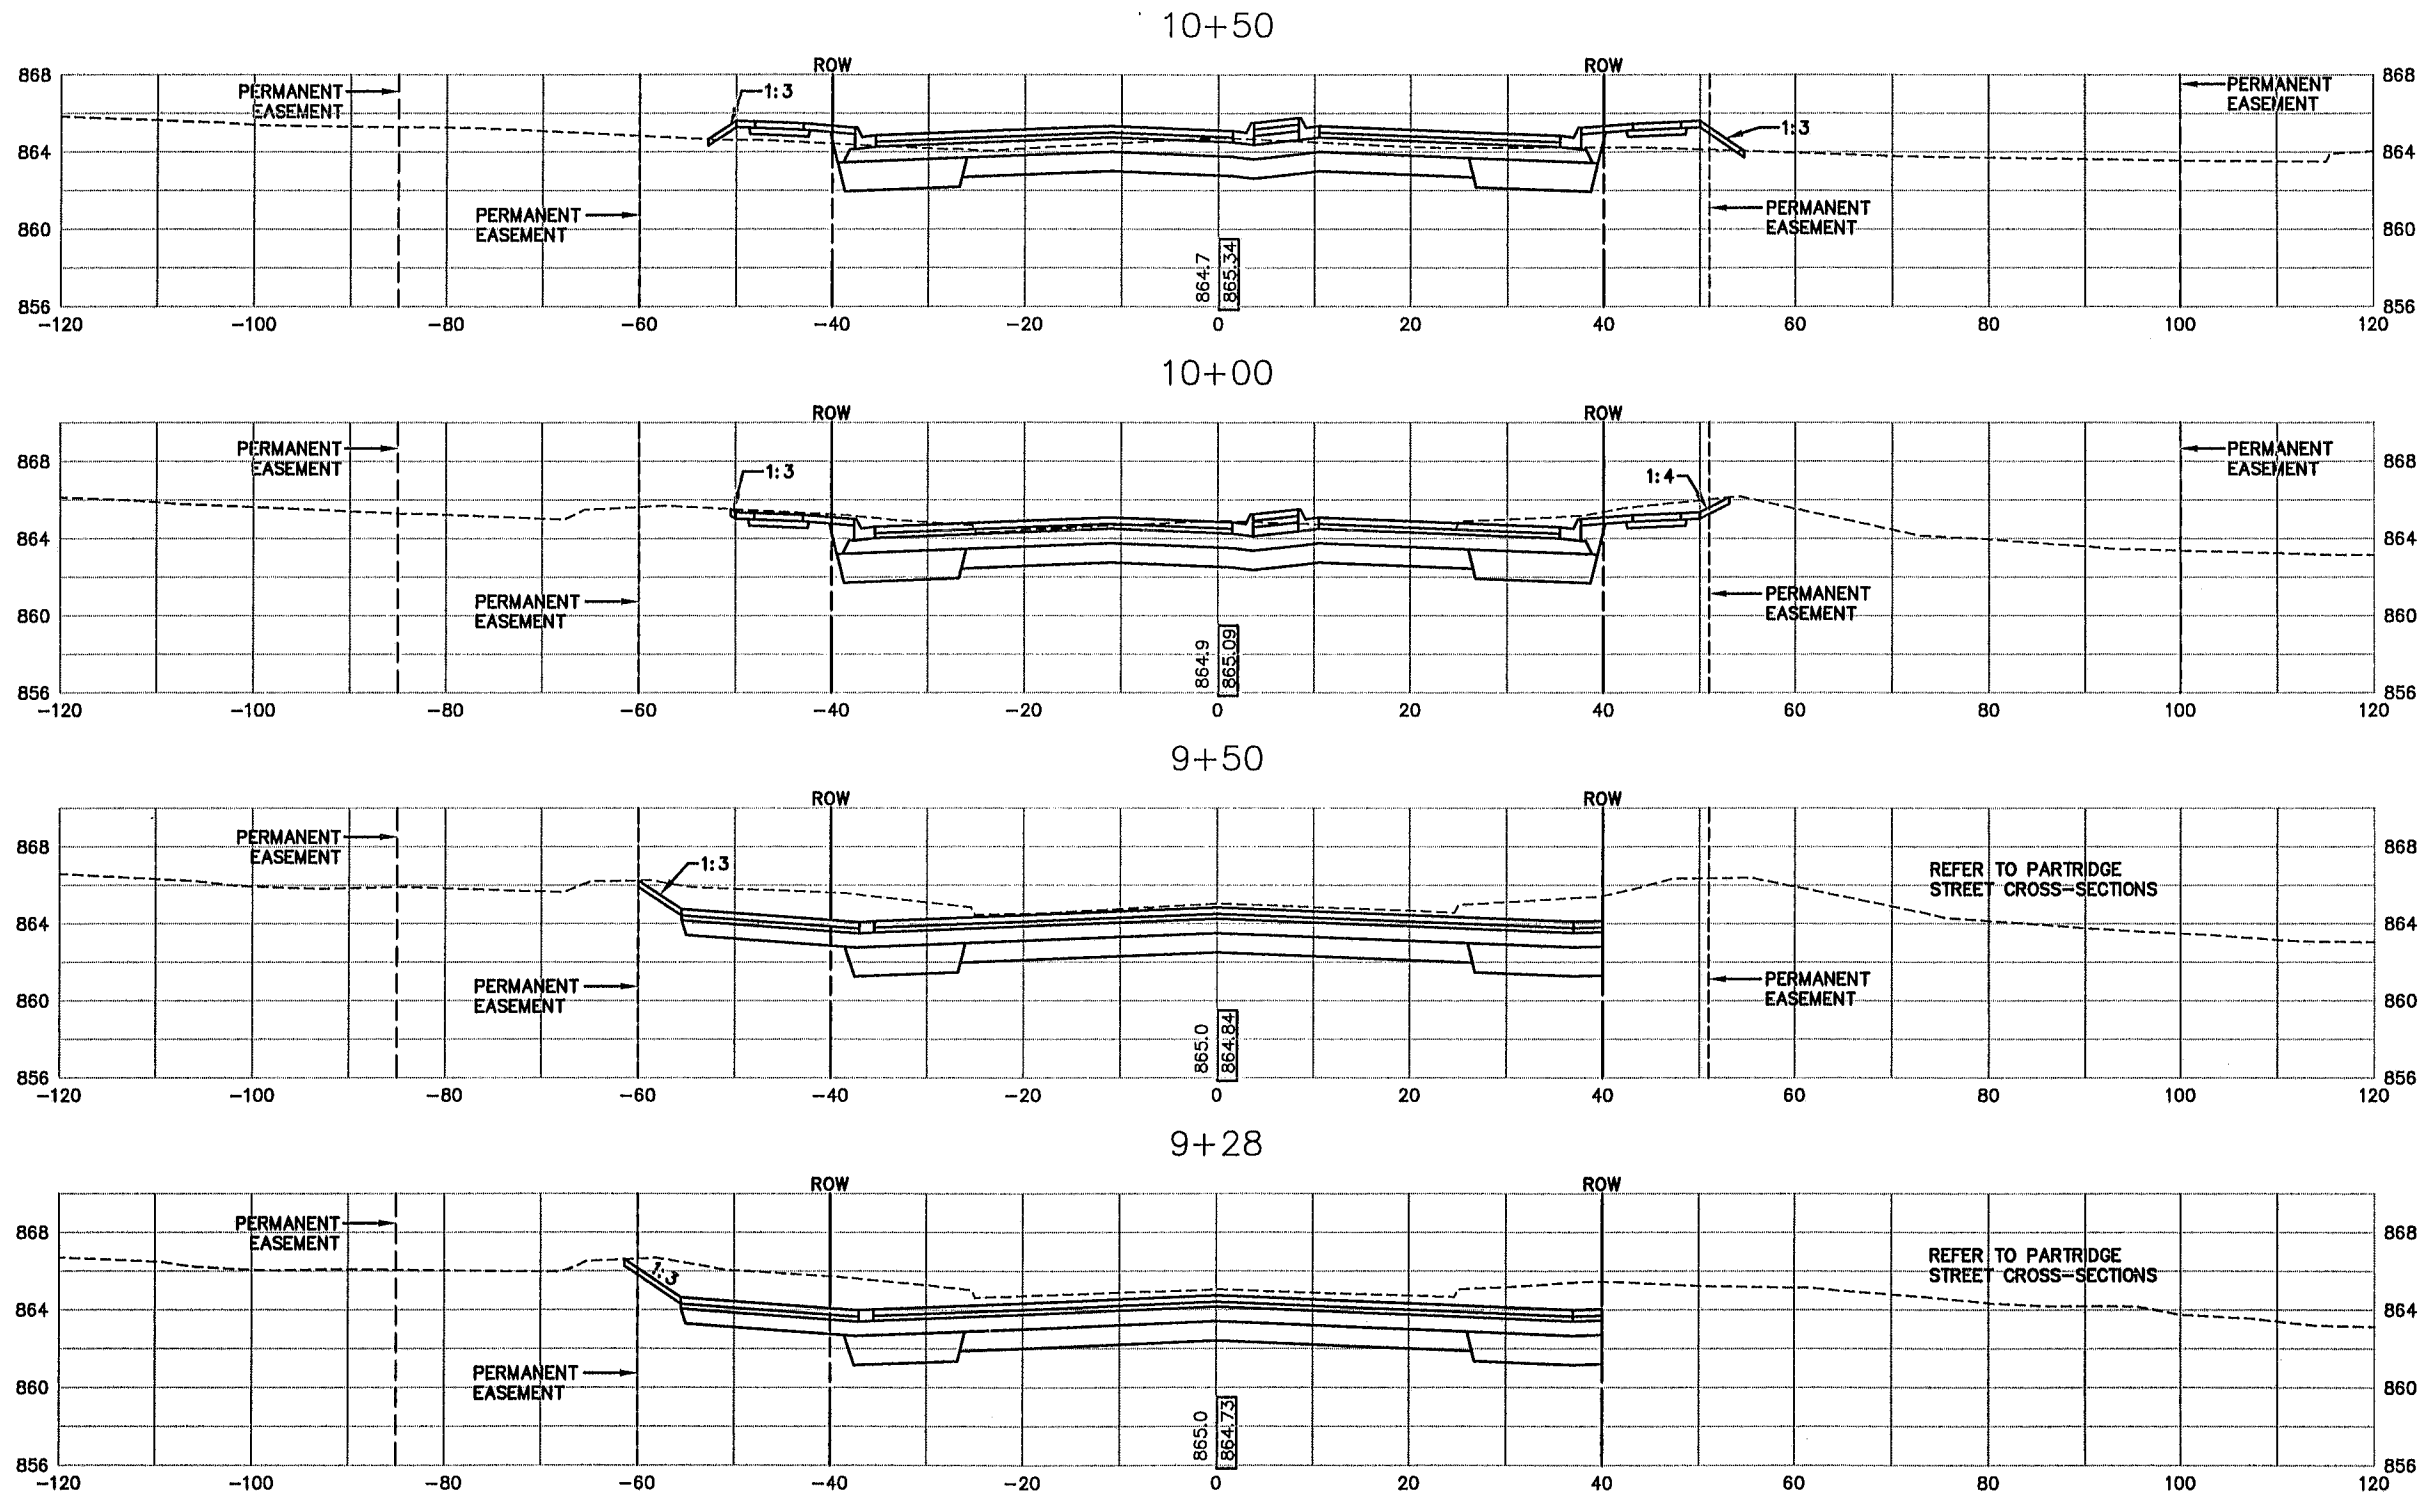 10+50
ROW
ROW
868
868
PERMANENT
EASEMENT
1:3
PERMANENT
EASEMENT
1:3
864
864
PERMANENT
EASEMENT
PERMANENT
EASEMENT
860
860
864.7
865.34
856
856
-120
-100
-80
-60
-40
-20
0
20
40
60
80
100
120
10+00
ROW
ROW
PERMANENT
EASEMENT
PERMANENT
EASEMENT
868
868
1:3
1:4
864
864
PERMANENT
EASEMENT
PERMANENT
EASEMENT
860
860
864.9
865.09
856
856
-120
-100
-80
-60
-40
-20
0
20
40
60
80
100
120
9+50
ROW
ROW
PERMANENT
EASEMENT
868
868
1:3
REFER TO PARTRIDGE
STREET CROSS-SECTIONS
864
864
PERMANENT
EASEMENT
PERMANENT
EASEMENT
860
860
865.0
864.84
856
856
-120
-100
-80
-60
-40
-20
0
20
40
60
80
100
120
9+28
ROW
ROW
PERMANENT
EASEMENT
868
868
1:3
REFER TO PARTRIDGE
STREET CROSS-SECTIONS
864
864
PERMANENT
EASEMENT
860
860
865.0
864.73
856
856
-120
-100
-80
-60
-40
-20
0
20
40
60
80
100
120